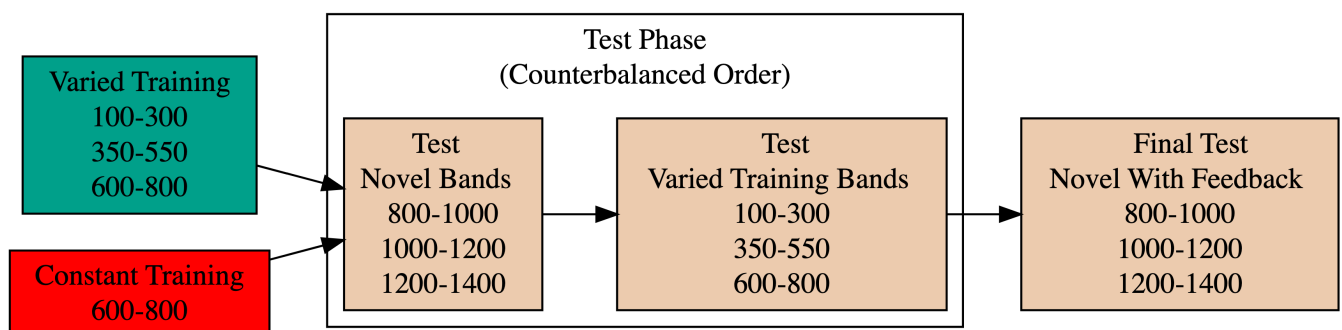 Varied Training
100-300
350-550
600-800
Constant Training
600-800
Test Phase
(Counterbalanced Order)
Test
Novel Bands
800-1000
1000-1200
1200-1400
Test
Varied Training Bands
100-300
350-550
600-800
Final Test
Novel With Feedback
800-1000
1000-1200
1200-1400